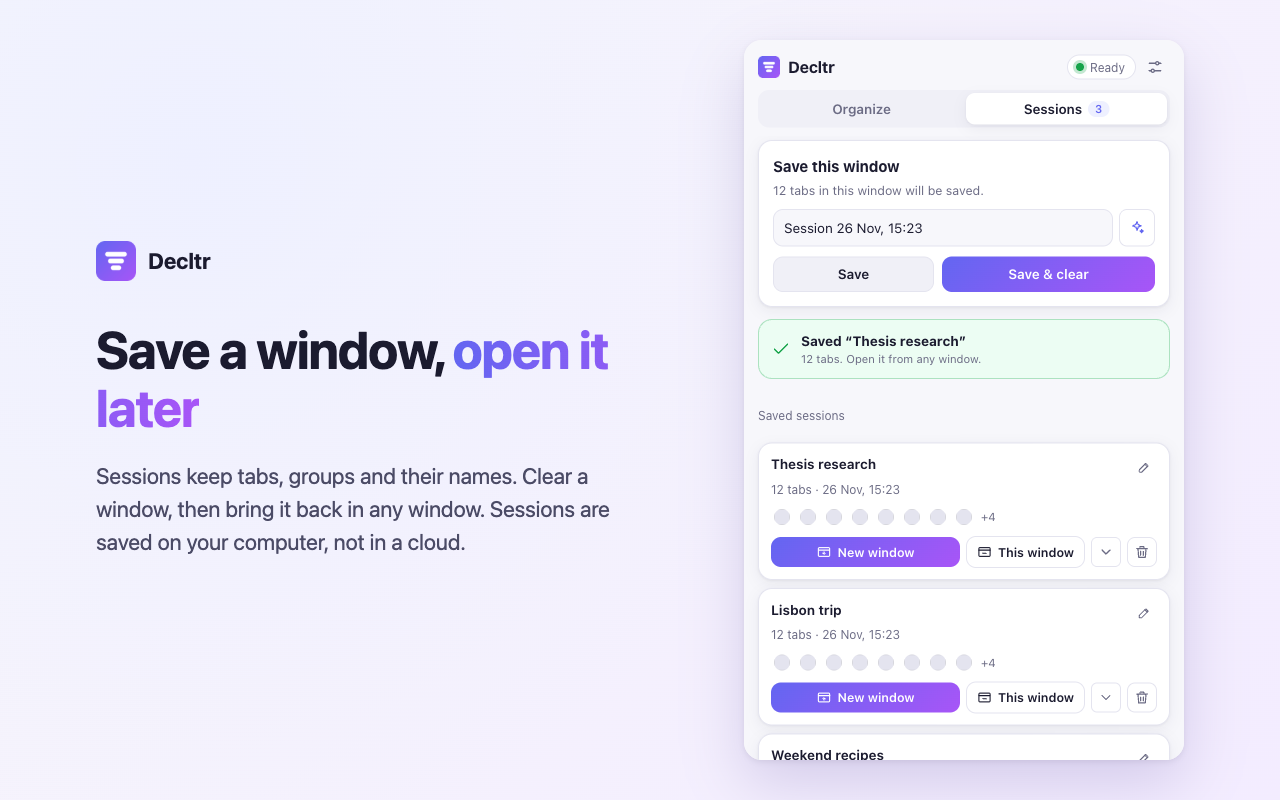 Decltr
Save a window, open it
later
Sessions keep tabs, groups and their names. Clear a
window, then bring it back in any window. Sessions are
saved on your computer, not in a cloud.
Decltr
Ready
Organize
Sessions 3
Save this window
12 tabs in this window will be saved.
Session 26 Nov, 15:23
Save
Save & clear
Saved “Thesis research”
12 tabs. Open it from any window.
Saved sessions
Thesis research
12 tabs · 26 Nov, 15:23
+4
New window
This window
Lisbon trip
12 tabs · 26 Nov, 15:23
+4
New window
This window
Weekend recipes